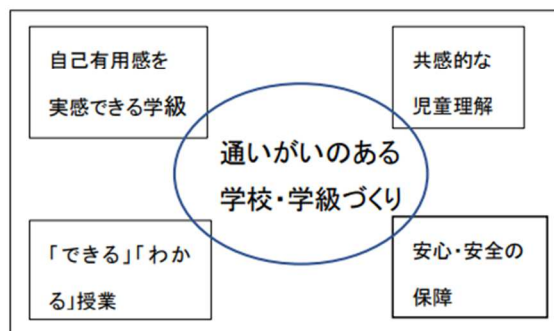 自己有用感を
実感できる学級
共感的な
児童理解
通いがいのある
学校・学級づくり
「できる」「わか
る」授業
安心・安全の
保障